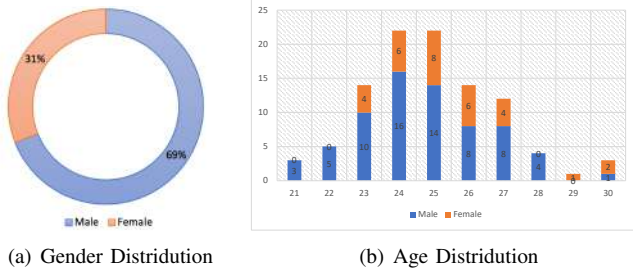 31%
69%
Male Female
(a) Gender Distridution
25
20
15
10
5
0
0 0 4 6 8 6 4 0 1 2
3 5 10 16 14 8 8 4 0 1
21 22 23 24 25 26 27 28 29 30
Male Female
(b) Age Distridution